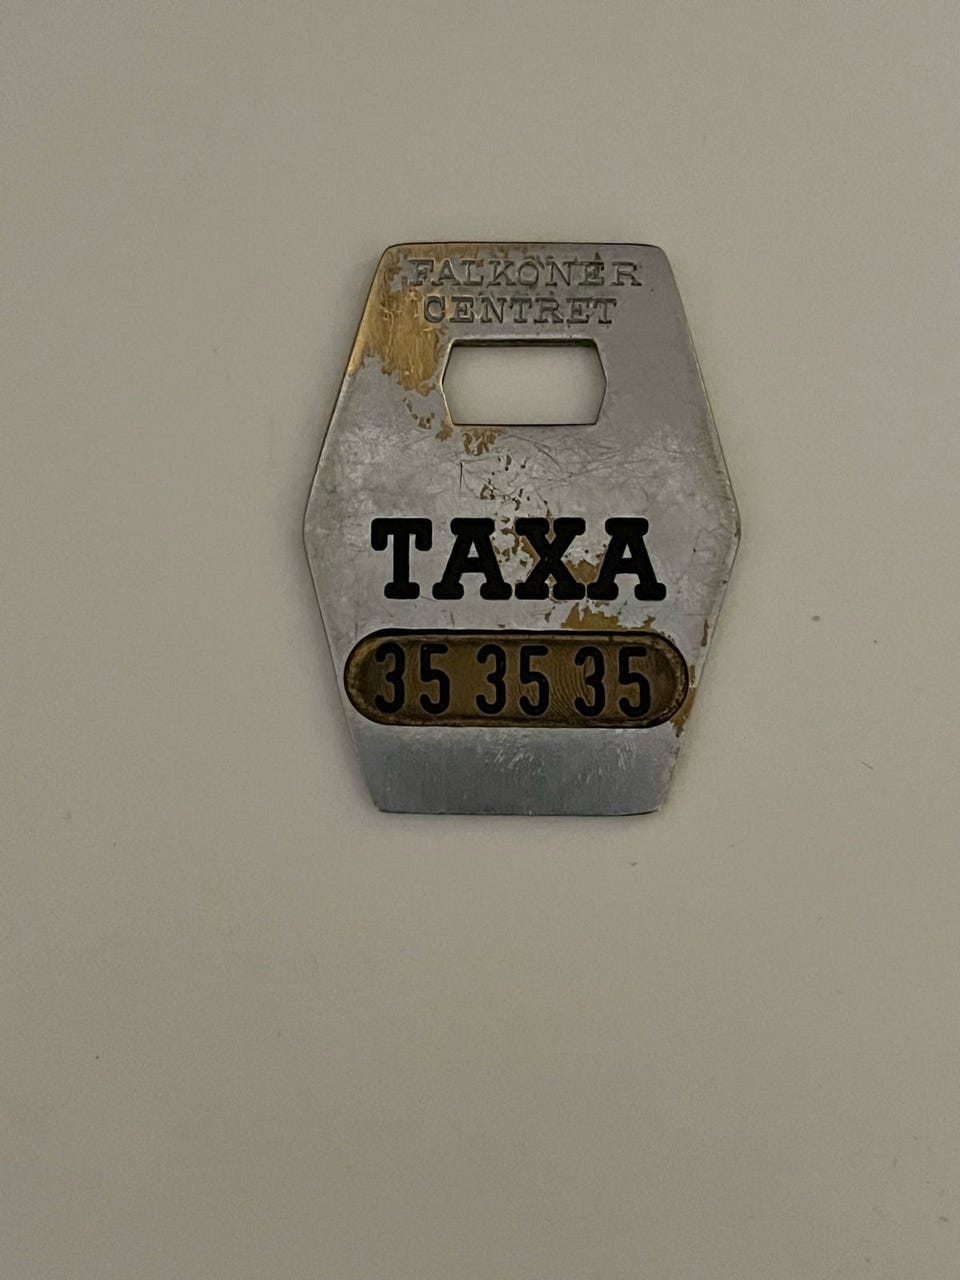 FALKONER
CENTRET
TAXA
35 35 35